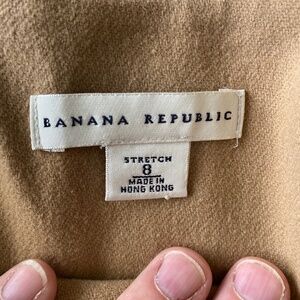 BANANA REPUBLIC
STRETCH
8
MADE IN
HONG KONG